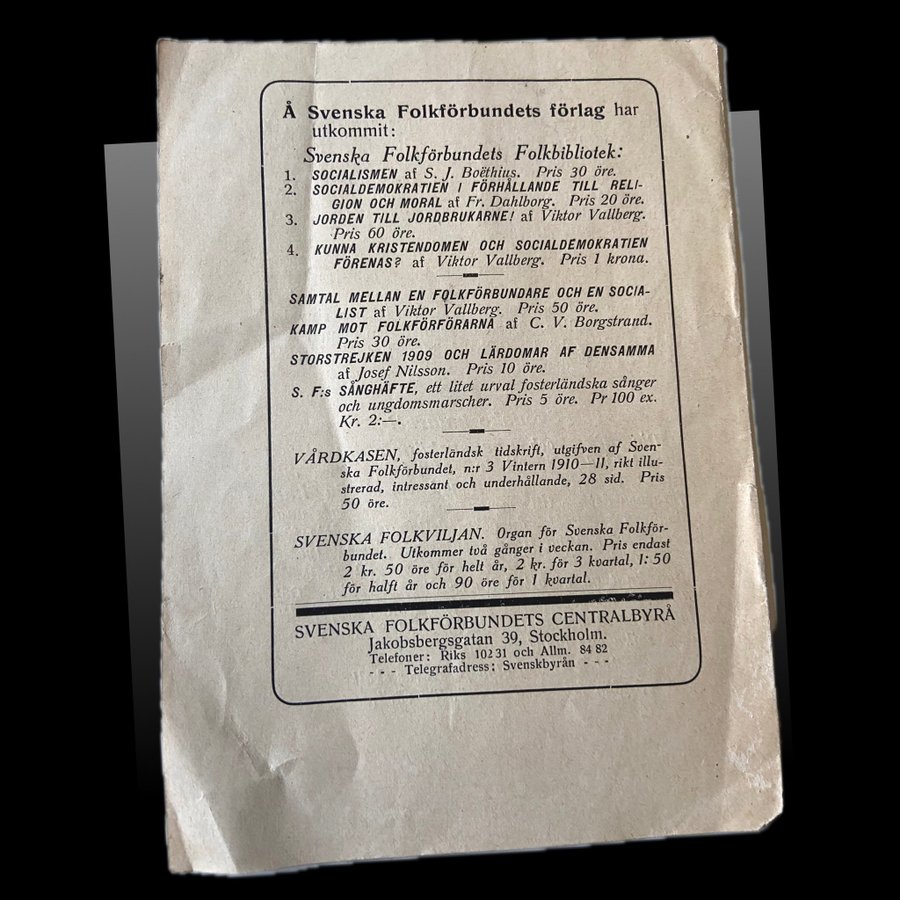 Å Svenska Folkförbundets förlag har
utkommit:
Svenska Folkförbundets Folkbibliotek:
1. SOCIALISMEN af S. J. Boëthius. Pris 30 öre.
2. SOCIALDEMOKRATIEN I FÖRHÅLLANDE TILL RELI-
GION OCH MORAL af Fr. Dahlborg. Pris 20 öre.
3. JORDEN TILL JORDBRUKARNE! af Viktor Vallberg.
Pris 60 öre.
4. KUNNA KRISTENDOMEN OCH SOCIALDEMOKRATIEN
FÖRENAS? af Viktor Vallberg. Pris 1 krona.
SAMTAL MELLAN EN FOLKFÖRBUNDARE OCH EN SOCIA-
LIST af Viktor Vallberg. Pris 50 öre.
KAMP MOT FOLKFÖRFÖRARNA af C. V. Borgstrand.
Pris 30 öre.
STORSTREJKEN 1909 OCH LÄRDOMAR AF DENSAMMA
af Josef Nilsson. Pris 10 öre.
S. F:s SÅNGHÄFTE, ett litet urval fosterländska sånger
och ungdomsmarscher. Pris 5 öre. Pr 100 ex.
Kr. 2:—.
VÅRDKASEN, fosterländsk tidskrift, utgifven af Sven-
ska Folkförbundet, n:r 3 Vintern 1910—11, rikt illu-
strerad, intressant och underhållande, 28 sid. Pris
50 öre.
SVENSKA FOLKVILJAN. Organ för Svenska Folkför-
bundet. Utkommer två gånger i veckan. Pris endast
2 kr. 50 öre för helt år, 2 kr. för 3 kvartal, 1: 50
för halft år och 90 öre för 1 kvartal.
SVENSKA FOLKFÖRBUNDETS CENTRALBYRÅ
Jakobsbergsgatan 39, Stockholm.
Telefoner: Riks 102 31 och Allm. 84 82
- - - Telegrafadress: Svenskbyrån - - -